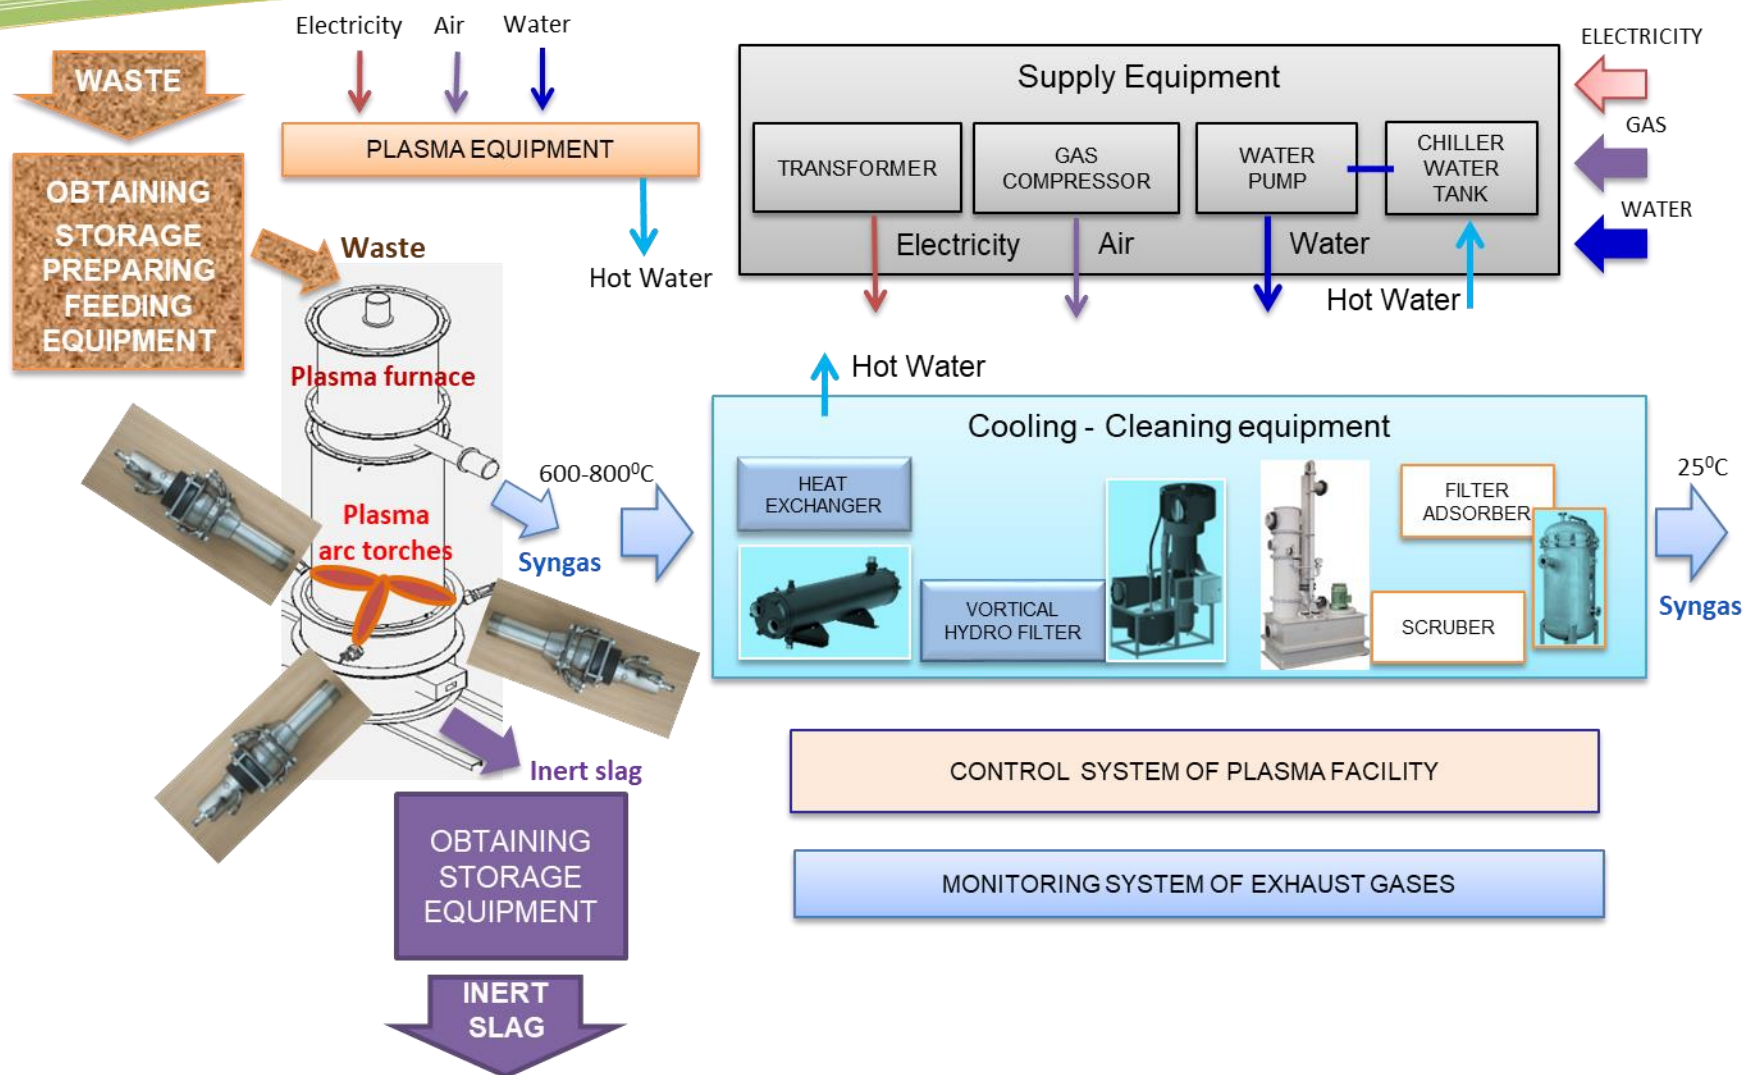 Electricity
Air
Water
WASTE
PLASMA EQUIPMENT
Hot Water
OBTAINING
STORAGE
PREPARING
FEEDING
EQUIPMENT
Waste
Plasma furnace
Plasma
arc torches
600-800⁰C
Syngas
Inert slag
OBTAINING
STORAGE
EQUIPMENT
INERT
SLAG
Supply Equipment
TRANSFORMER
GAS
COMPRESSOR
WATER
PUMP
CHILLER
WATER
TANK
Electricity
Air
Water
Hot Water
ELECTRICITY
GAS
WATER
Hot Water
Cooling - Cleaning equipment
HEAT
EXCHANGER
VORTICAL
HYDRO FILTER
SCRUBER
FILTER
ADSORBER
25⁰C
Syngas
CONTROL SYSTEM OF PLASMA FACILITY
MONITORING SYSTEM OF EXHAUST GASES